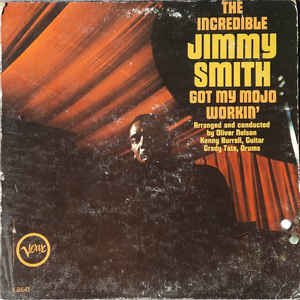 THE
INCREDIBLE
JIMMY
SMITH
GOT MY MOJO
WORKIN'
Arranged and conducted
by Oliver Nelson
Kenny Burrell, Guitar
Grady Tate, Drums
Verve